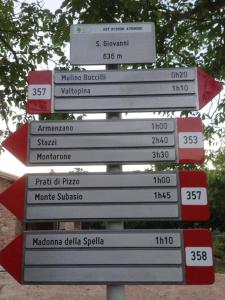 S. Giovanni
636 m
357
Mulino Buccilli 0h20
Valtopina 1h10
Armenzano 1h00
Stazzi 2h40
Montarone 3h30
353
Prati di Pizzo 1h00
Monte Subasio 1h45
357
Madonna della Spella 1h10
358